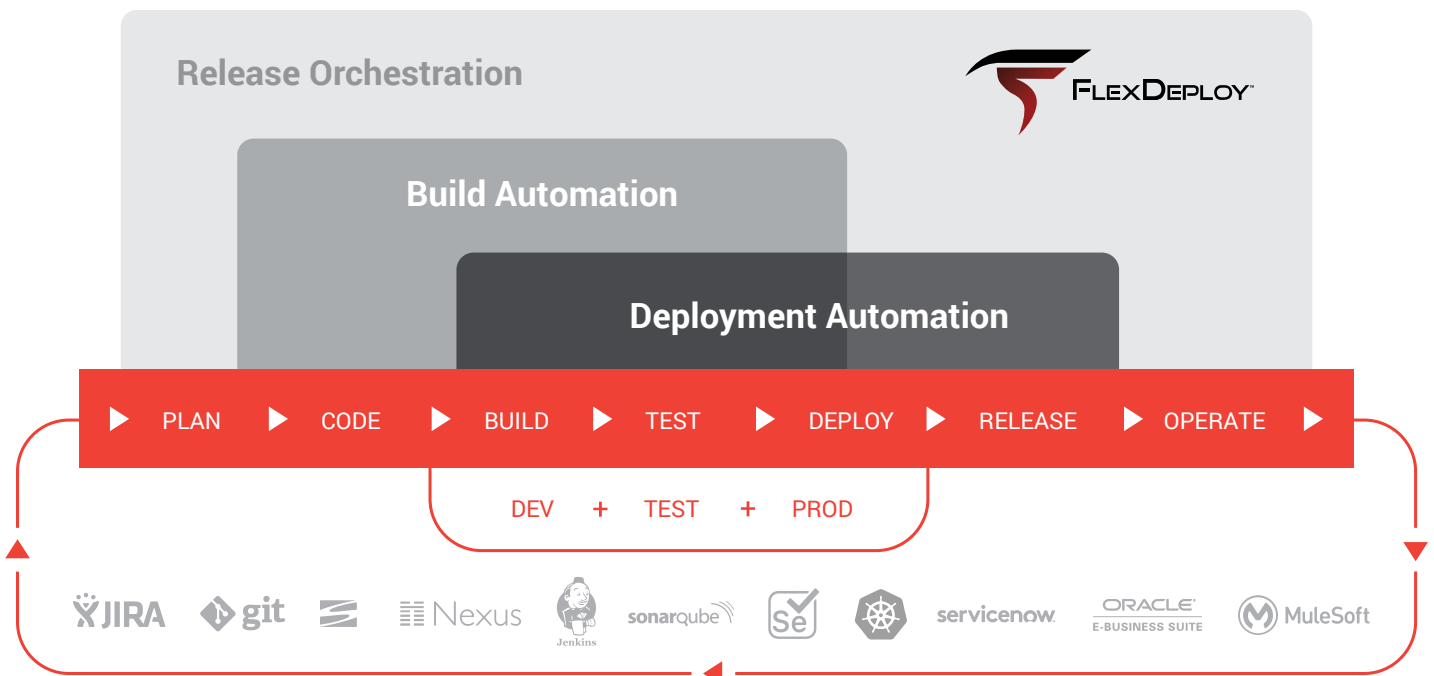 Release Orchestration
FLEXDEPLOY™
Build Automation
Deployment Automation
PLAN CODE BUILD TEST DEPLOY RELEASE OPERATE
DEV + TEST + PROD
JIRA git Nexus Jenkins sonarqube Se servicenow ORACLE® E-BUSINESS SUITE MuleSoft